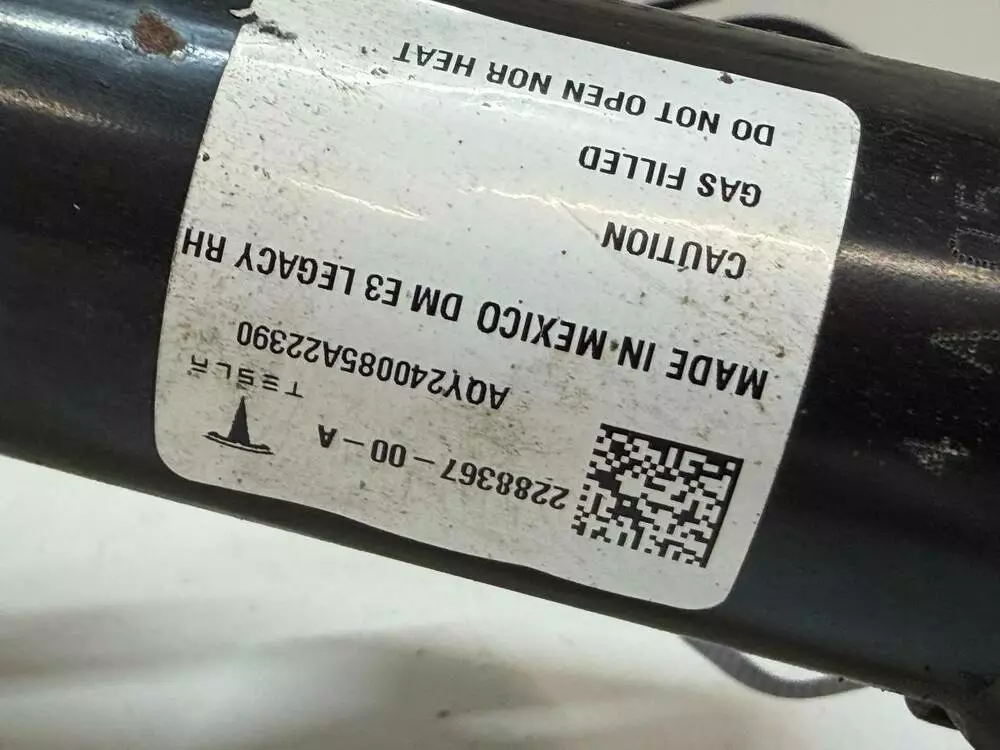 2288367-00-A
TESLA
AQY240085A22390
MADE IN MEXICO DM E3 LEGACY RH
CAUTION
GAS FILLED
DO NOT OPEN NOR HEAT